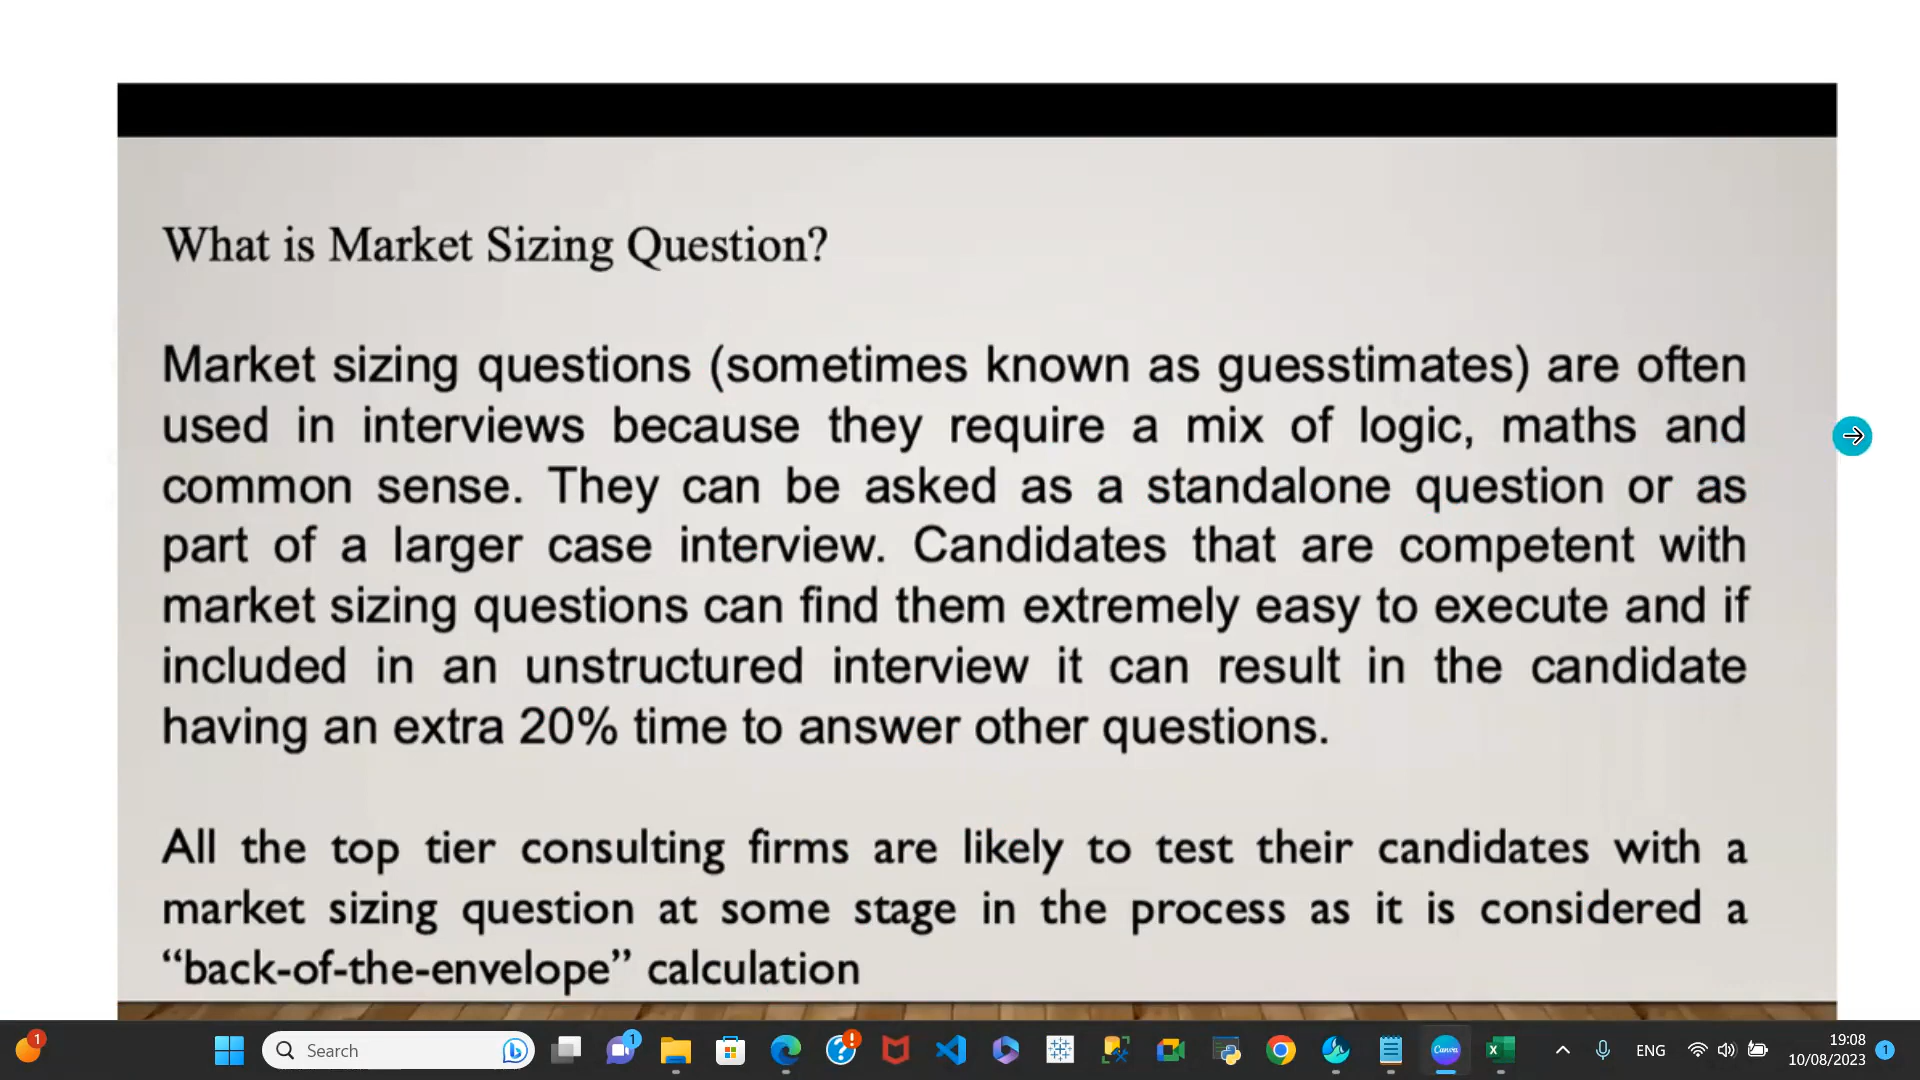 What is Market Sizing Question?
Market sizing questions (sometimes known as guesstimates) are often
used in interviews because they require a mix of logic, maths and
common sense. They can be asked as a standalone question or as
part of a larger case interview. Candidates that are competent with
market sizing questions can find them extremely easy to execute and if
included in an unstructured interview it can result in the candidate
having an extra 20% time to answer other questions.
All the top tier consulting firms are likely to test their candidates with a
market sizing question at some stage in the process as it is considered a
“back-of-the-envelope” calculation
1
Search
1
Canva
ENG
19:08
10/08/2023
1